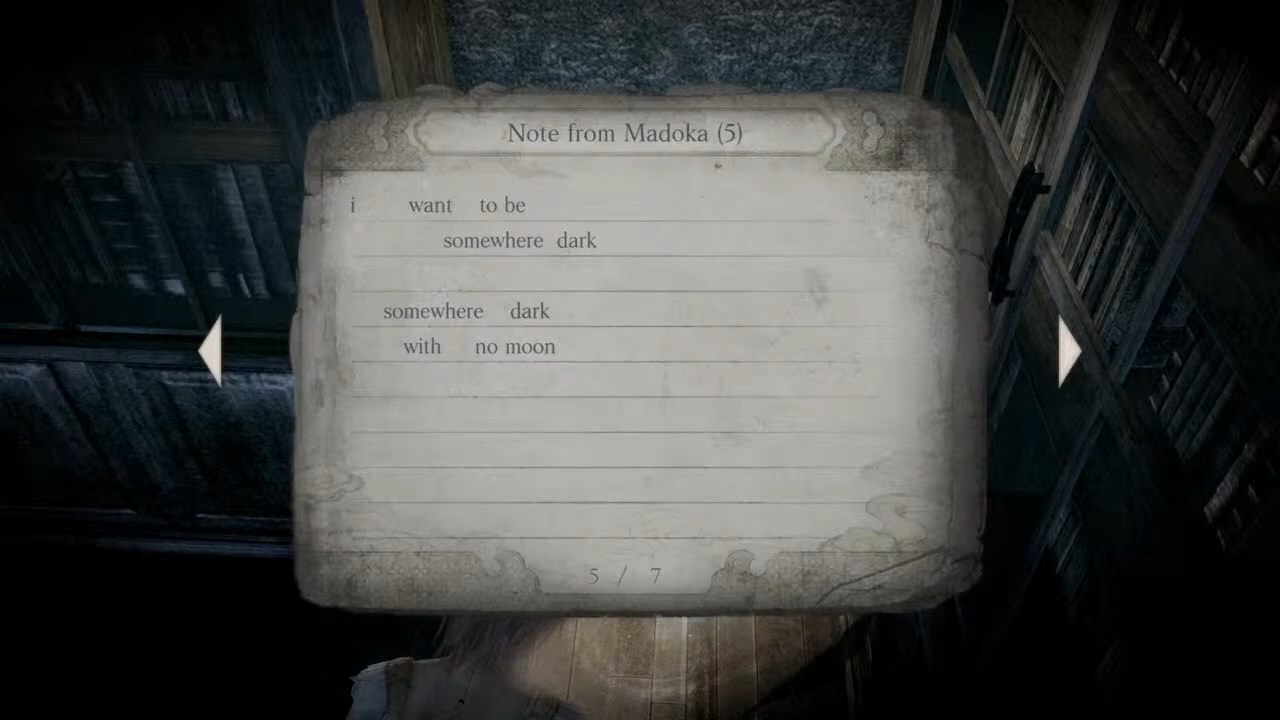 Note from Madoka (5)
i want to be
somewhere dark
somewhere dark
with no moon
5 / 7